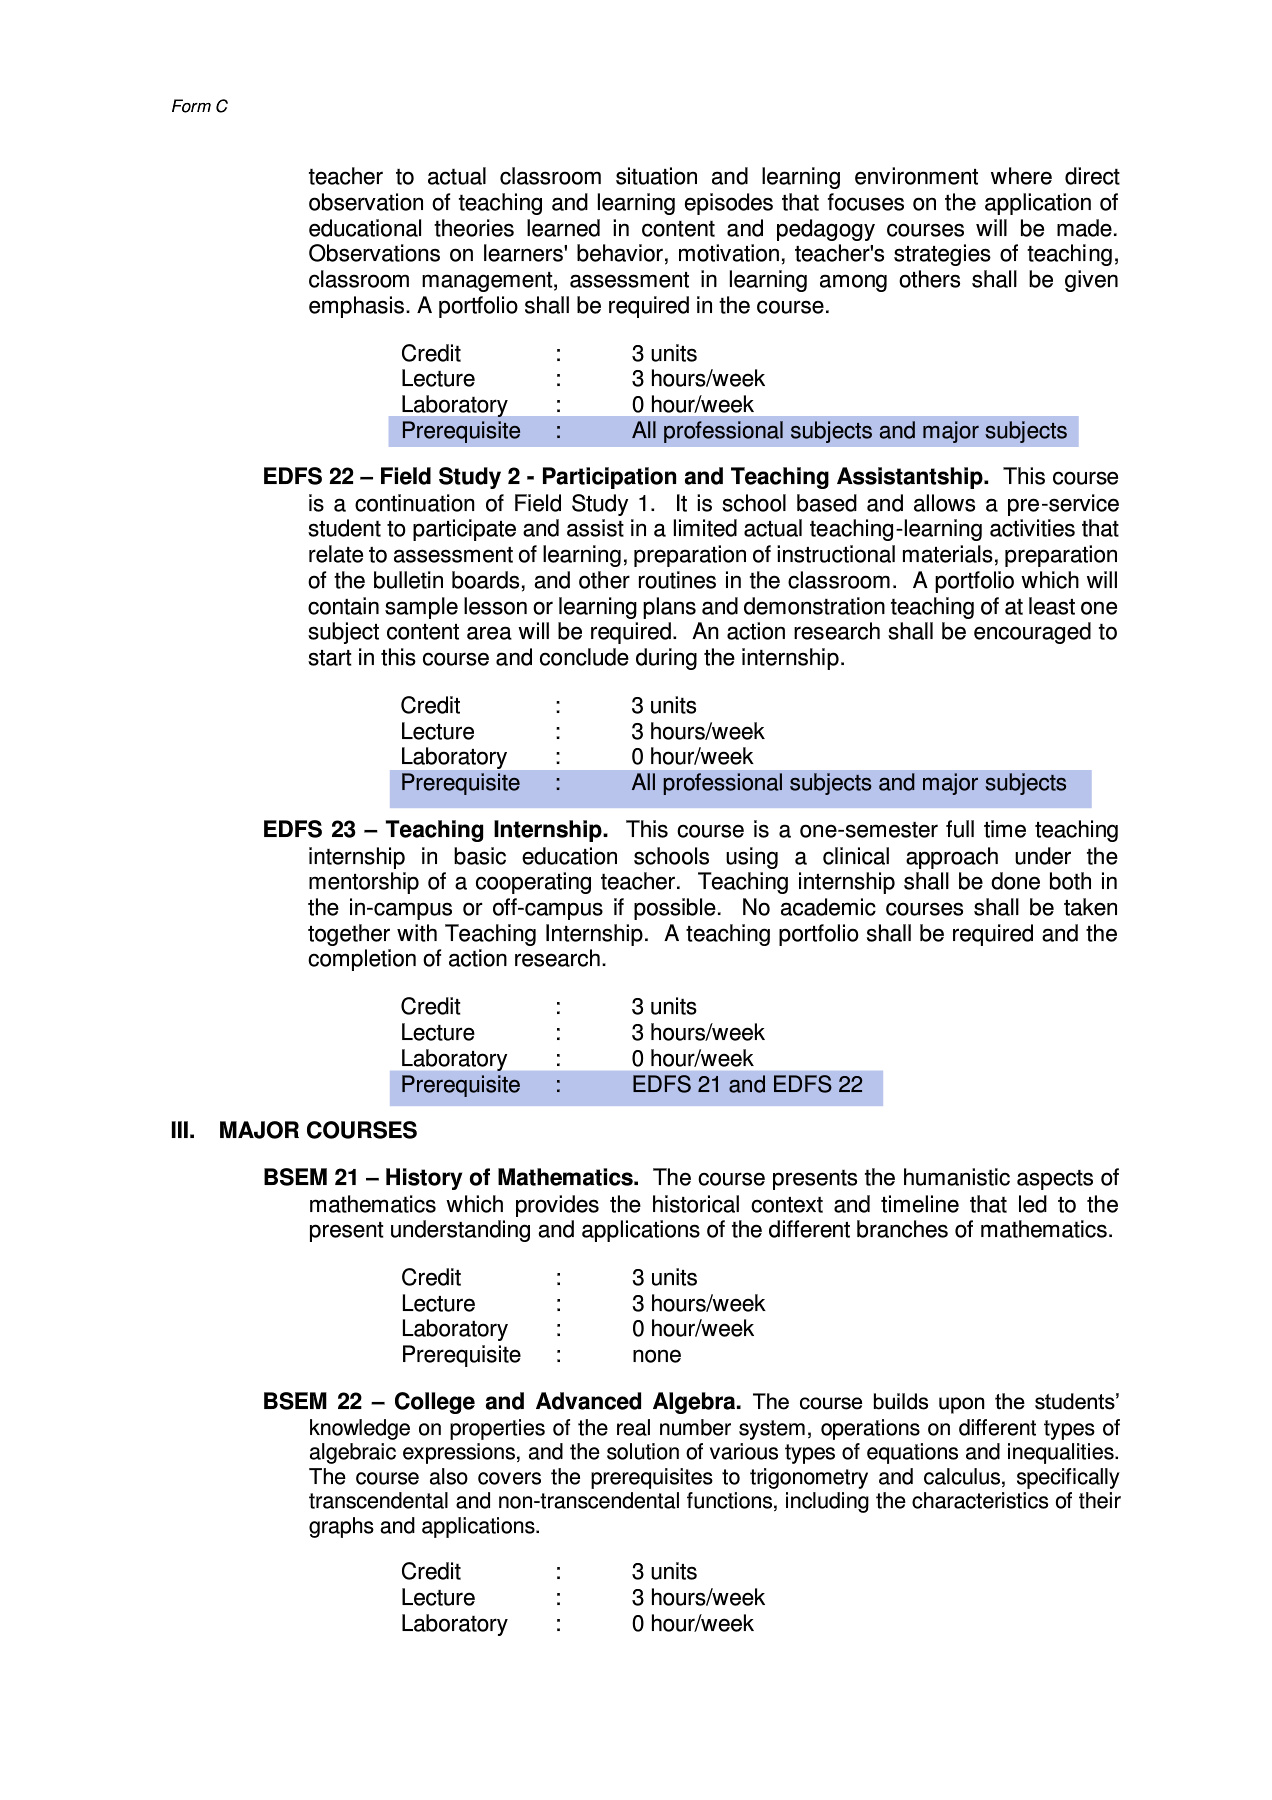 Form C
teacher to actual classroom situation and learning environment where direct
observation of teaching and learning episodes that focuses on the application of
educational theories learned in content and pedagogy courses will be made.
Observations on learners' behavior, motivation, teacher's strategies of teaching,
classroom management, assessment in learning among others shall be given
emphasis. A portfolio shall be required in the course.
Credit : 3 units
Lecture : 3 hours/week
Laboratory : 0 hour/week
Prerequisite : All professional subjects and major subjects
EDFS 22 – Field Study 2 - Participation and Teaching Assistantship. This course
is a continuation of Field Study 1. It is school based and allows a pre-service
student to participate and assist in a limited actual teaching-learning activities that
relate to assessment of learning, preparation of instructional materials, preparation
of the bulletin boards, and other routines in the classroom. A portfolio which will
contain sample lesson or learning plans and demonstration teaching of at least one
subject content area will be required. An action research shall be encouraged to
start in this course and conclude during the internship.
Credit : 3 units
Lecture : 3 hours/week
Laboratory : 0 hour/week
Prerequisite : All professional subjects and major subjects
EDFS 23 – Teaching Internship. This course is a one-semester full time teaching
internship in basic education schools using a clinical approach under the
mentorship of a cooperating teacher. Teaching internship shall be done both in
the in-campus or off-campus if possible. No academic courses shall be taken
together with Teaching Internship. A teaching portfolio shall be required and the
completion of action research.
Credit : 3 units
Lecture : 3 hours/week
Laboratory : 0 hour/week
Prerequisite : EDFS 21 and EDFS 22
III. MAJOR COURSES
BSEM 21 – History of Mathematics. The course presents the humanistic aspects of
mathematics which provides the historical context and timeline that led to the
present understanding and applications of the different branches of mathematics.
Credit : 3 units
Lecture : 3 hours/week
Laboratory : 0 hour/week
Prerequisite : none
BSEM 22 – College and Advanced Algebra. The course builds upon the students’
knowledge on properties of the real number system, operations on different types of
algebraic expressions, and the solution of various types of equations and inequalities.
The course also covers the prerequisites to trigonometry and calculus, specifically
transcendental and non-transcendental functions, including the characteristics of their
graphs and applications.
Credit : 3 units
Lecture : 3 hours/week
Laboratory : 0 hour/week